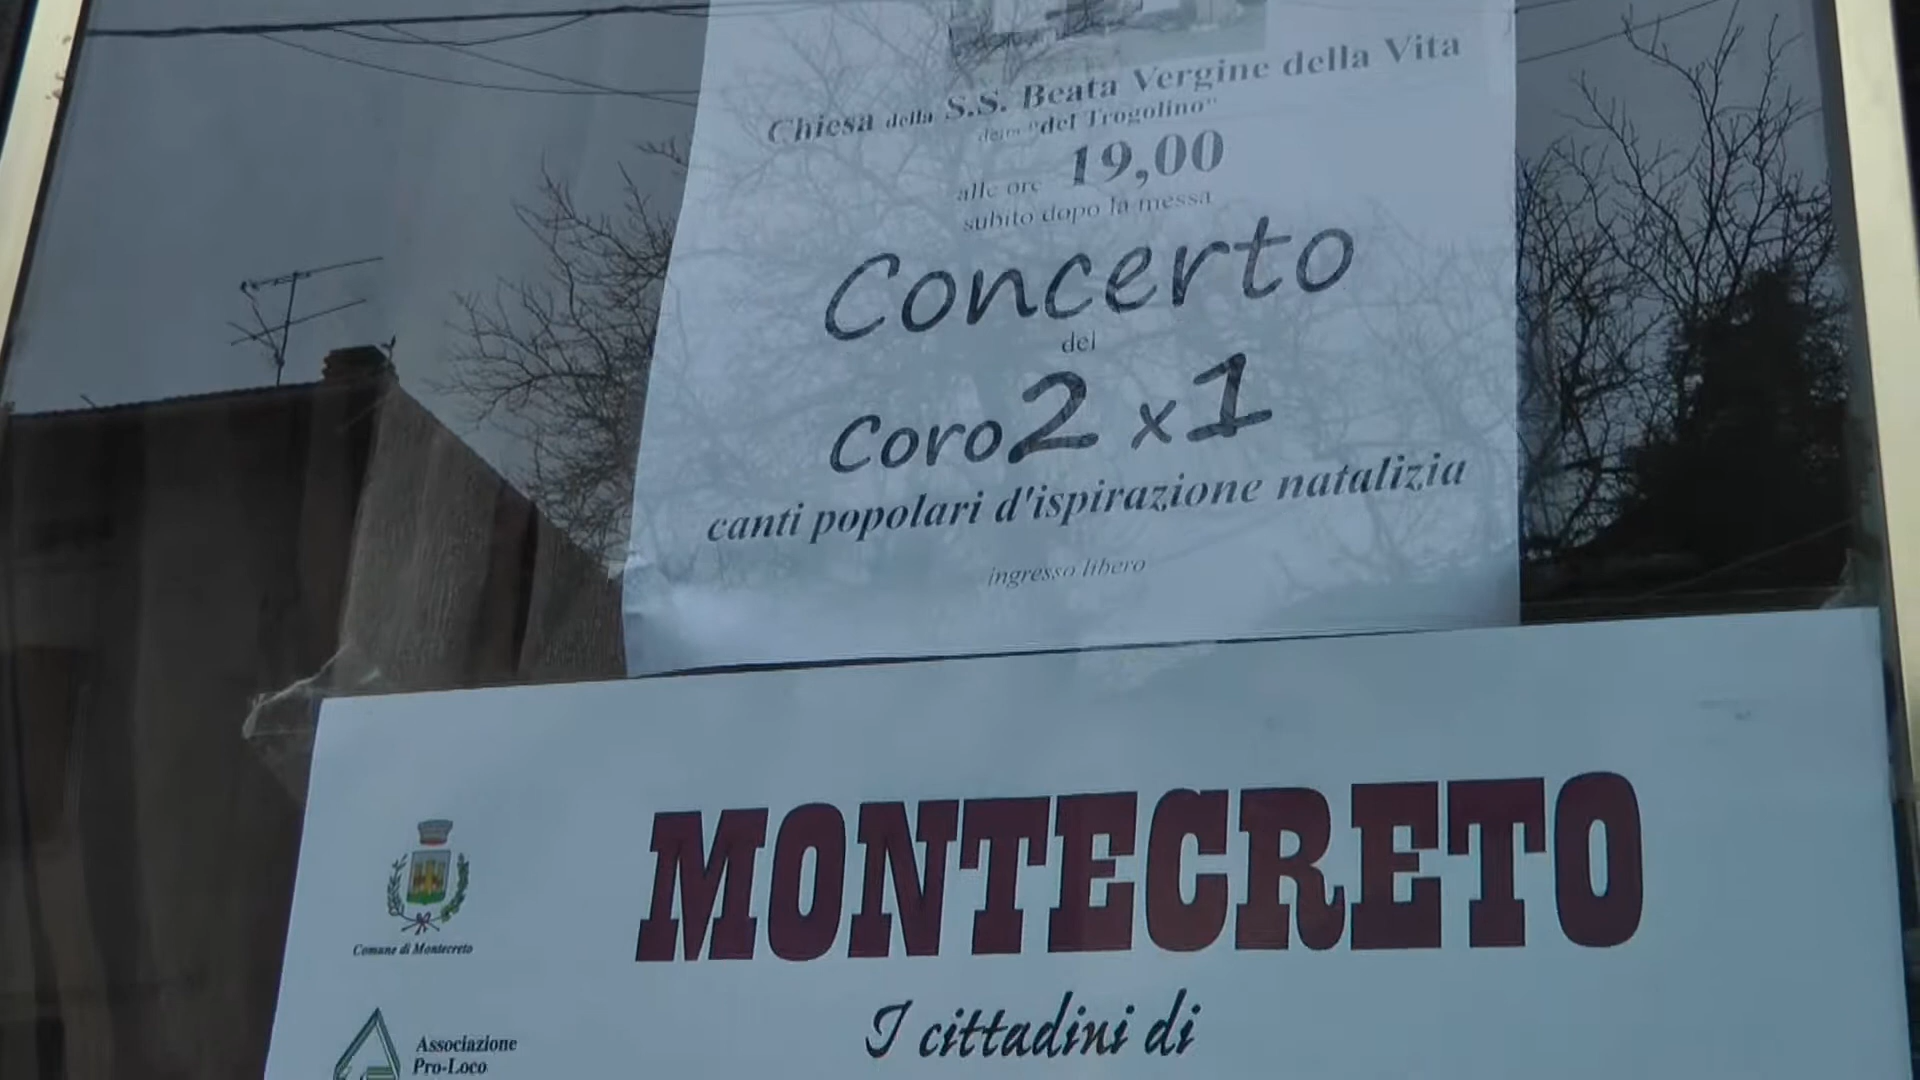 Chiesa della S.S. Beata Vergine della Vita
detta "del Trogolino"
alle ore 19,00
subito dopo la messa
Concerto
del
Coro 2 x 1
canti popolari d'ispirazione natalizia
ingresso libero
MONTECRETO
Comune di Montecreto
I cittadini di
Associazione
Pro-Loco